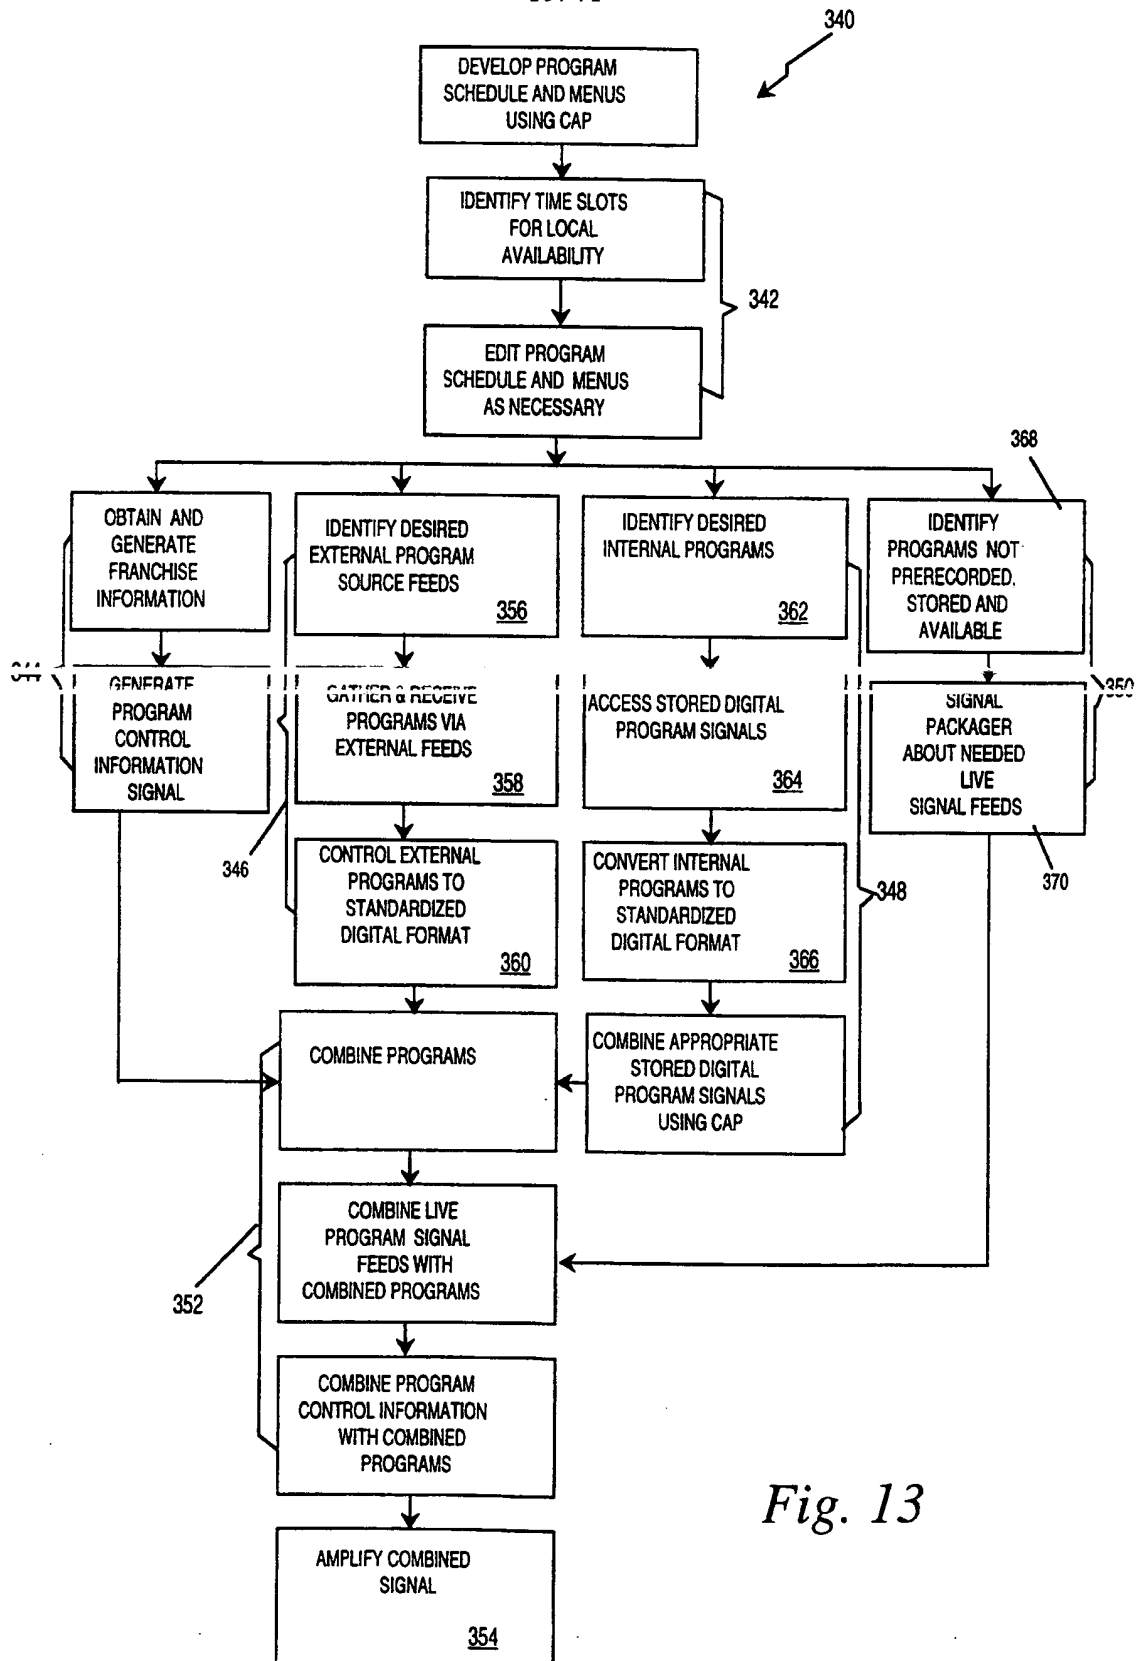 340
DEVELOP PROGRAM
SCHEDULE AND MENUS
USING CAP
IDENTIFY TIME SLOTS
FOR LOCAL
AVAILABILITY
342
EDIT PROGRAM
SCHEDULE AND MENUS
AS NECESSARY
368
OBTAIN AND
GENERATE
FRANCHISE
INFORMATION
IDENTIFY DESIRED
EXTERNAL PROGRAM
SOURCE FEEDS
356
IDENTIFY DESIRED
INTERNAL PROGRAMS
362
IDENTIFY
PROGRAMS NOT
PRERECORDED,
STORED AND
AVAILABLE
GENERATE
PROGRAM
CONTROL
INFORMATION
SIGNAL
GATHER & RECEIVE
PROGRAMS VIA
EXTERNAL FEEDS
358
ACCESS STORED DIGITAL
PROGRAM SIGNALS
364
350
SIGNAL
PACKAGER
ABOUT NEEDED
LIVE
SIGNAL FEEDS
346
CONTROL EXTERNAL
PROGRAMS TO
STANDARDIZED
DIGITAL FORMAT
360
CONVERT INTERNAL
PROGRAMS TO
STANDARDIZED
DIGITAL FORMAT
366
348
370
COMBINE PROGRAMS
COMBINE APPROPRIATE
STORED DIGITAL
PROGRAM SIGNALS
USING CAP
COMBINE LIVE
PROGRAM SIGNAL
FEEDS WITH
COMBINED PROGRAMS
352
COMBINE PROGRAM
CONTROL INFORMATION
WITH COMBINED
PROGRAMS
Fig. 13
AMPLIFY COMBINED
SIGNAL
354